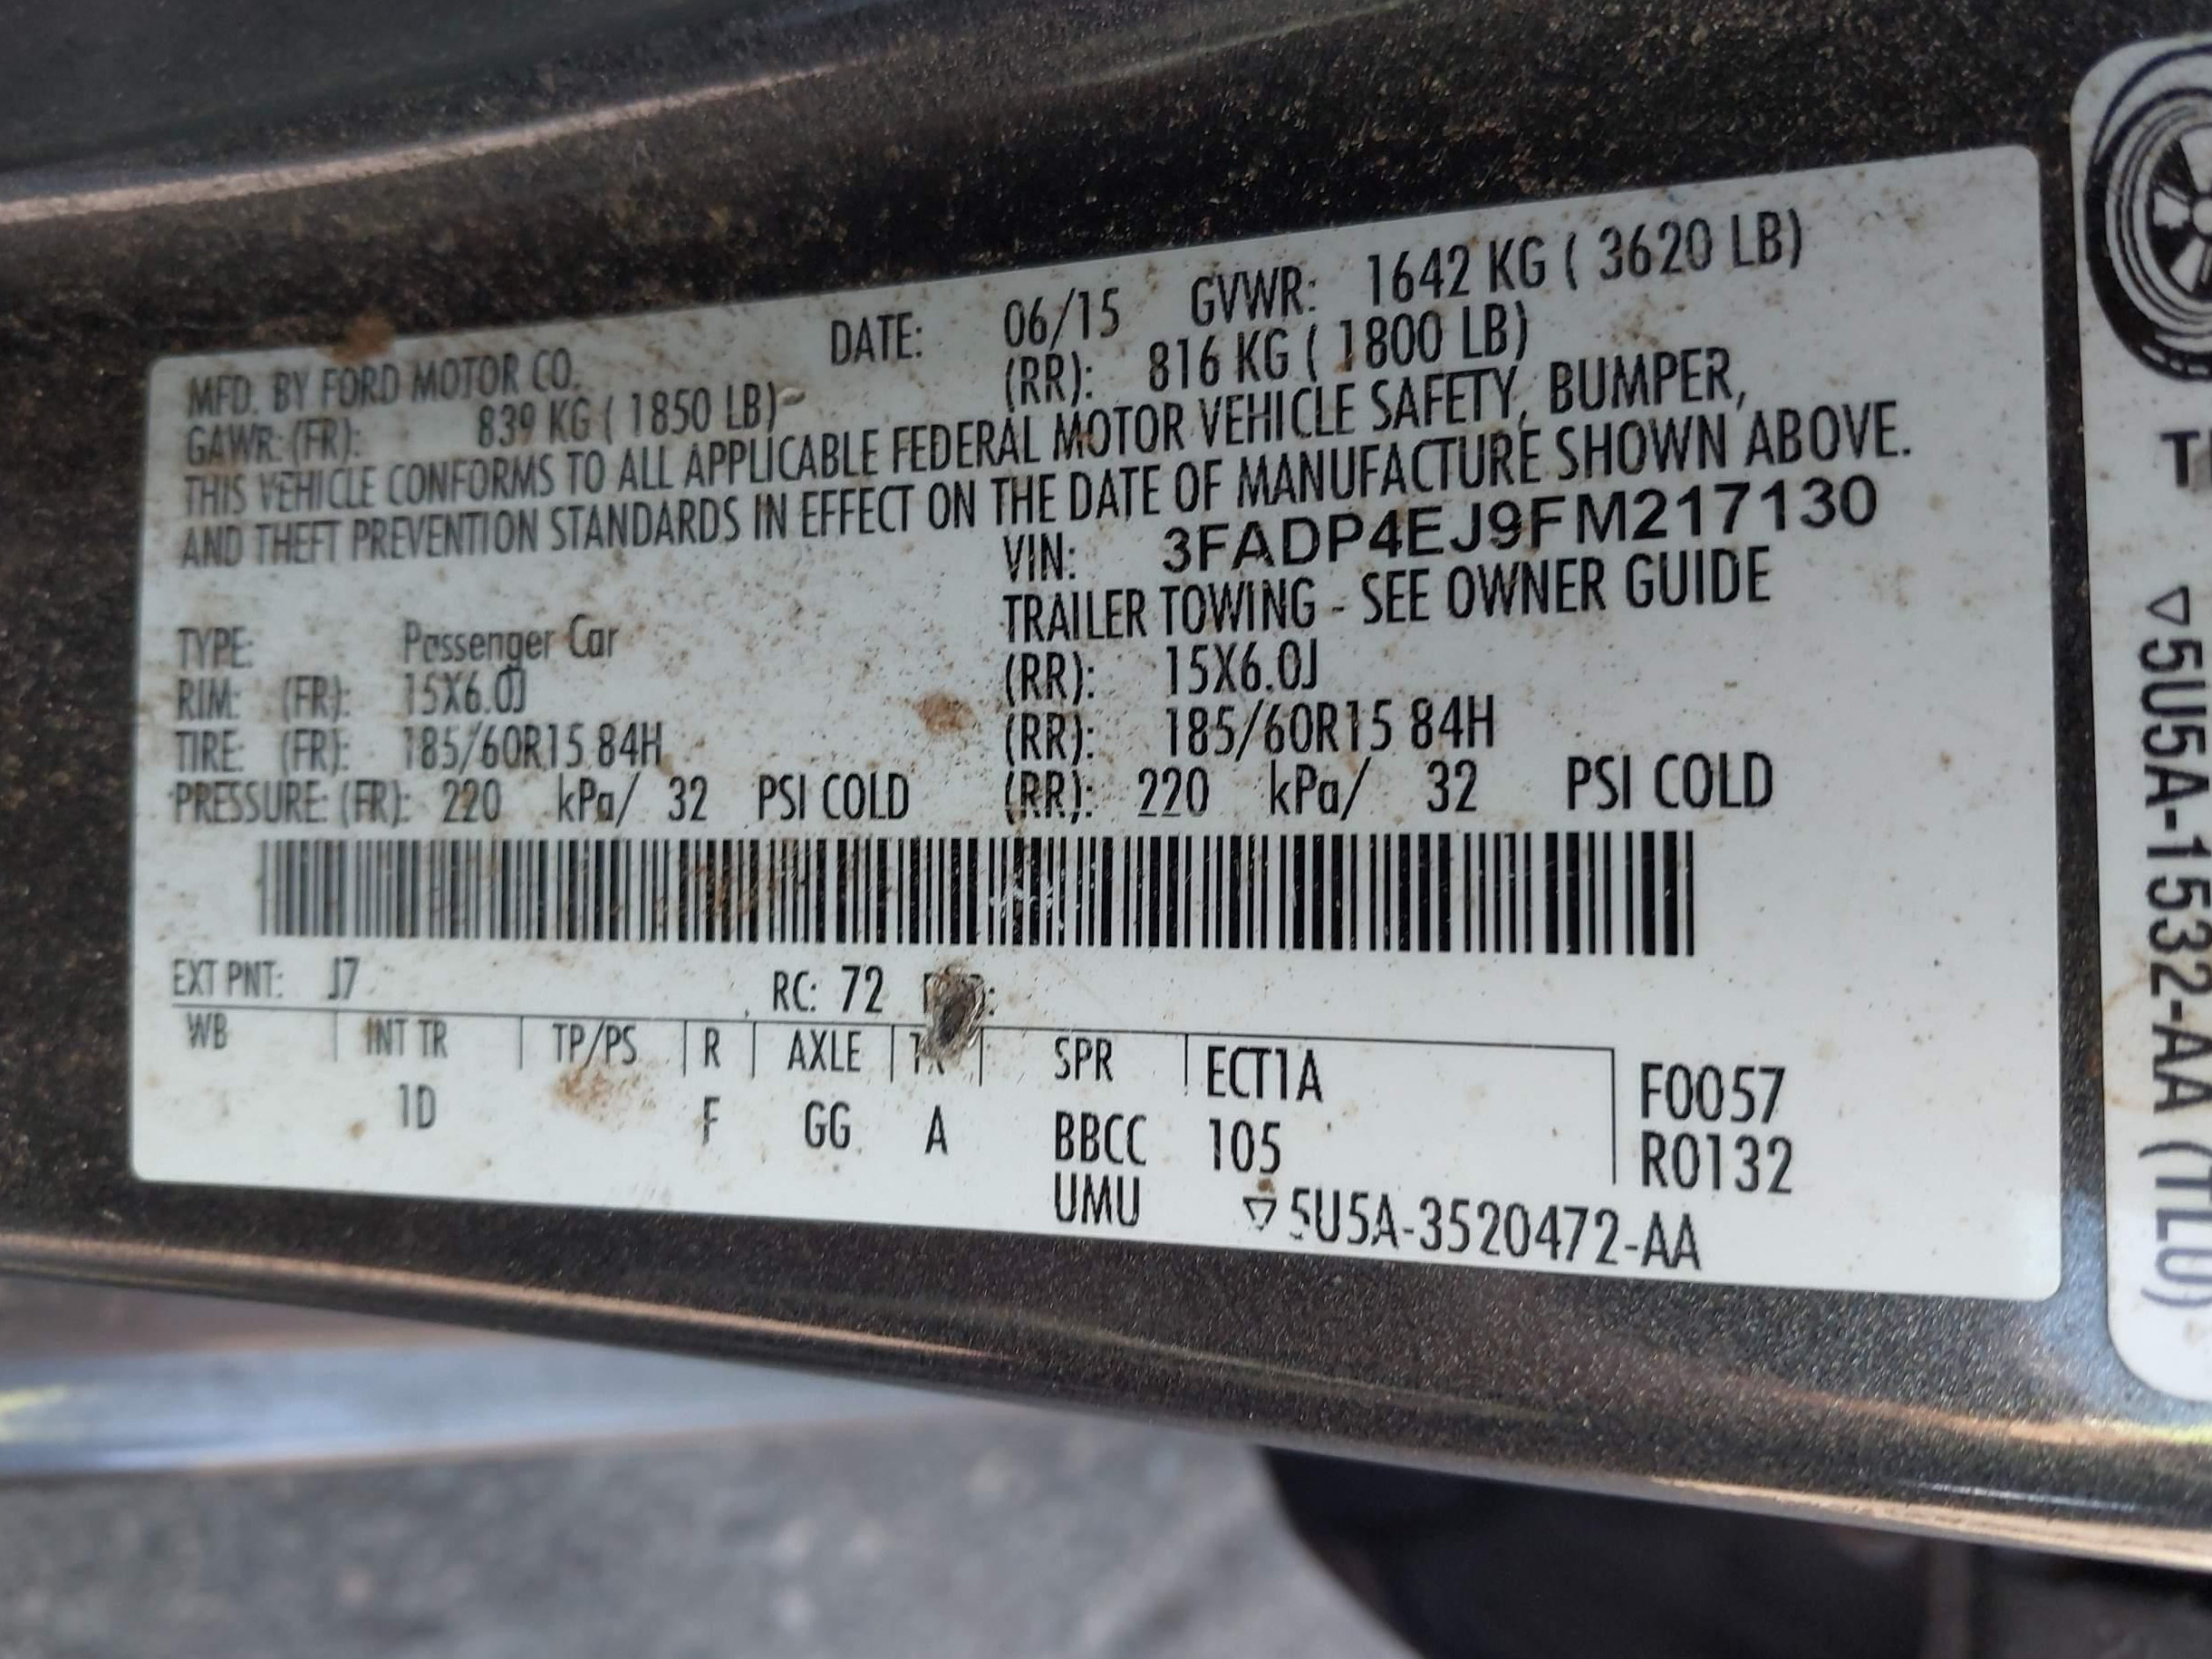 MFD. BY FORD MOTOR CO. DATE: 06/15 GVWR: 1642 KG ( 3620 LB)
GAWR: (FR): 839 KG ( 1850 LB) (RR): 816 KG ( 1800 LB)
THIS VEHICLE CONFORMS TO ALL APPLICABLE FEDERAL MOTOR VEHICLE SAFETY, BUMPER,
AND THEFT PREVENTION STANDARDS IN EFFECT ON THE DATE OF MANUFACTURE SHOWN ABOVE.
VIN: 3FADP4EJ9FM217130
TYPE: Passenger Car TRAILER TOWING - SEE OWNER GUIDE
RIM: (FR): 15X6.0J (RR): 15X6.0J
TIRE: (FR): 185/60R15 84H (RR): 185/60R15 84H
PRESSURE: (FR): 220 kPa/ 32 PSI COLD (RR): 220 kPa/ 32 PSI COLD
EXT PNT: J7 RC: 72
WB INT TR TP/PS R AXLE SPR ECT1A F0057
1D F GG A BBCC 105 R0132
UMU ▽5U5A-3520472-AA
▽5U5A-1532-AA (1L0)